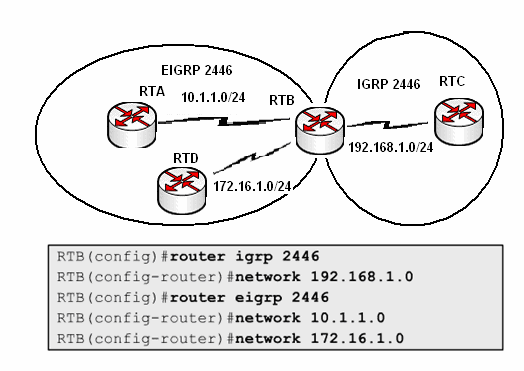 EIGRP 2446
IGRP 2446
RTA
RTB
RTC
10.1.1.0/24
192.168.1.0/24
RTD
172.16.1.0/24
RTB(config)#router igrp 2446
RTB(config-router)#network 192.168.1.0
RTB(config)#router eigrp 2446
RTB(config-router)#network 10.1.1.0
RTB(config-router)#network 172.16.1.0